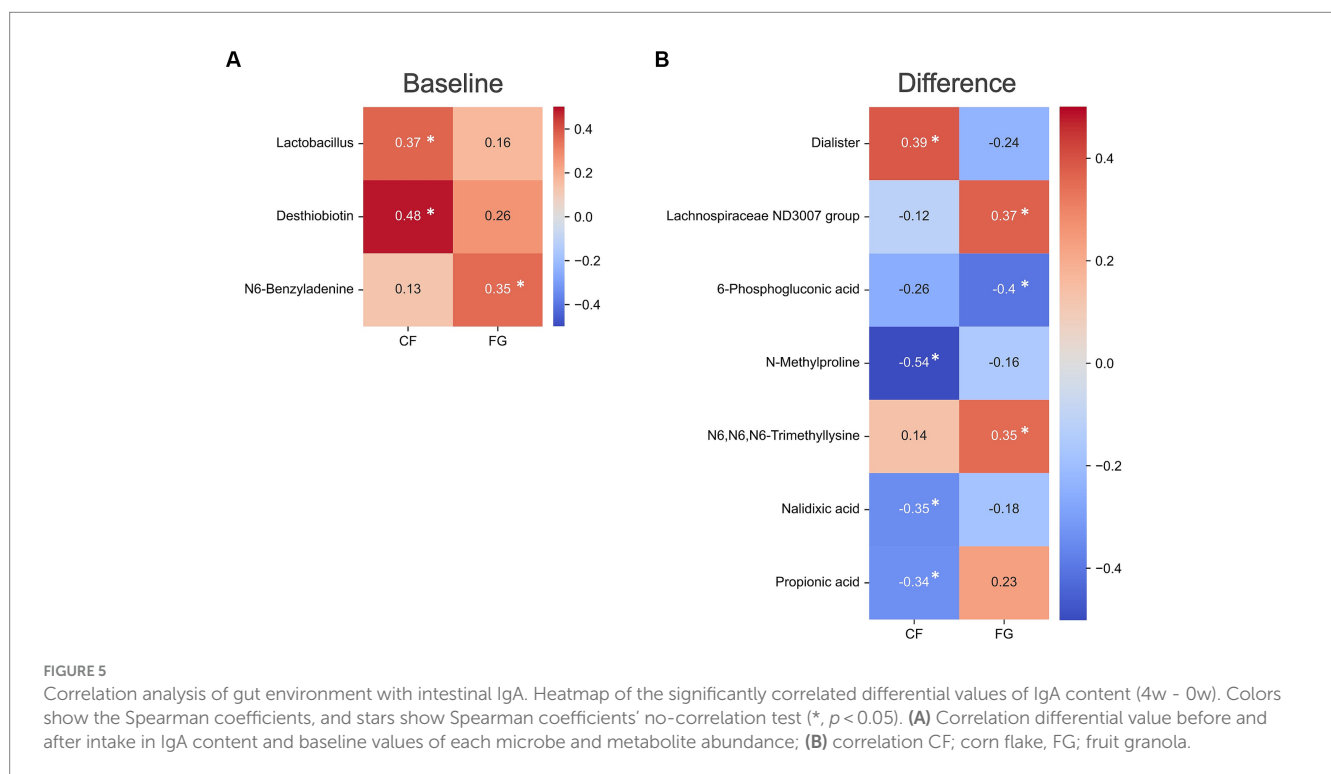 A
Baseline
Lactobacillus
0.37 *
0.16
Desthiobiotin
0.48 *
0.26
N6-Benzyladenine
0.13
0.35 *
CF
FG
0.4
0.2
0.0
−0.2
−0.4
B
Difference
Dialister
0.39 *
-0.24
Lachnospiraceae ND3007 group
-0.12
0.37 *
6-Phosphogluconic acid
-0.26
-0.4 *
N-Methylproline
-0.54 *
-0.16
N6,N6,N6-Trimethyllysine
0.14
0.35 *
Nalidixic acid
-0.35 *
-0.18
Propionic acid
-0.34 *
0.23
CF
FG
0.4
0.2
0.0
−0.2
−0.4
FIGURE 5
Correlation analysis of gut environment with intestinal IgA. Heatmap of the significantly correlated differential values of IgA content (4w - 0w). Colors
show the Spearman coefficients, and stars show Spearman coefficients’ no-correlation test (*, p < 0.05). (A) Correlation differential value before and
after intake in IgA content and baseline values of each microbe and metabolite abundance; (B) correlation CF; corn flake, FG; fruit granola.